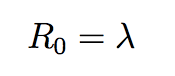 R₀ = λ